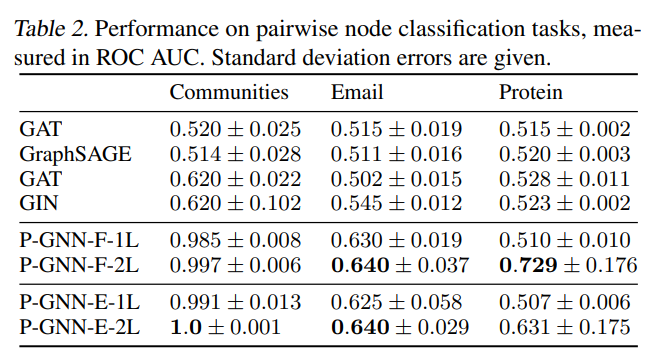 Table 2. Performance on pairwise node classification tasks, mea-
sured in ROC AUC. Standard deviation errors are given.
Communities Email Protein
GAT 0.520 ± 0.025 0.515 ± 0.019 0.515 ± 0.002
GraphSAGE 0.514 ± 0.028 0.511 ± 0.016 0.520 ± 0.003
GAT 0.620 ± 0.022 0.502 ± 0.015 0.528 ± 0.011
GIN 0.620 ± 0.102 0.545 ± 0.012 0.523 ± 0.002
P-GNN-F-1L 0.985 ± 0.008 0.630 ± 0.019 0.510 ± 0.010
P-GNN-F-2L 0.997 ± 0.006 0.640 ± 0.037 0.729 ± 0.176
P-GNN-E-1L 0.991 ± 0.013 0.625 ± 0.058 0.507 ± 0.006
P-GNN-E-2L 1.0 ± 0.001 0.640 ± 0.029 0.631 ± 0.175